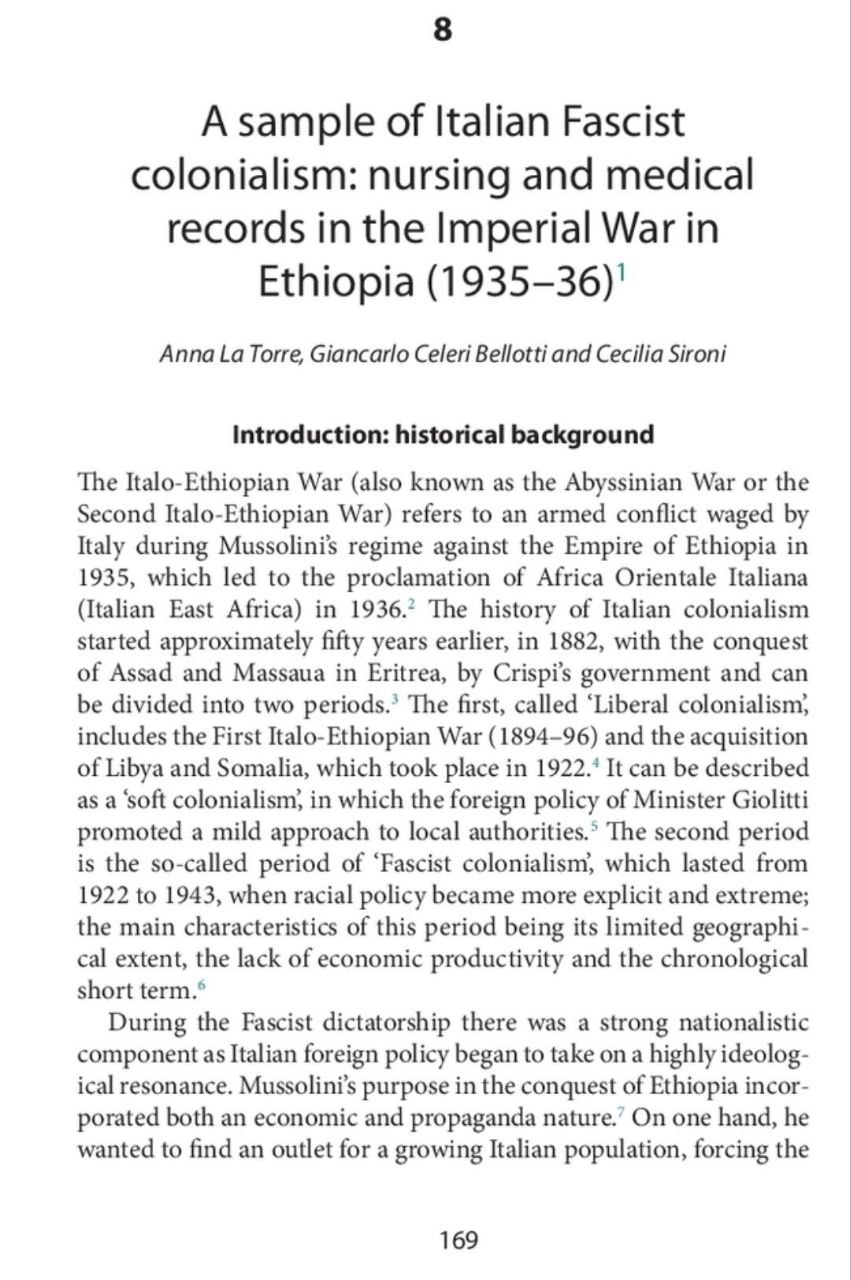 8
A sample of Italian Fascist
colonialism: nursing and medical
records in the Imperial War in
Ethiopia (1935–36)1
Anna La Torre, Giancarlo Celeri Bellotti and Cecilia Sironi
Introduction: historical background
The Italo-Ethiopian War (also known as the Abyssinian War or the
Second Italo-Ethiopian War) refers to an armed conflict waged by
Italy during Mussolini’s regime against the Empire of Ethiopia in
1935, which led to the proclamation of Africa Orientale Italiana
(Italian East Africa) in 1936.2 The history of Italian colonialism
started approximately fifty years earlier, in 1882, with the conquest
of Assad and Massaua in Eritrea, by Crispi’s government and can
be divided into two periods.3 The first, called ‘Liberal colonialism’,
includes the First Italo-Ethiopian War (1894–96) and the acquisition
of Libya and Somalia, which took place in 1922.4 It can be described
as a ‘soft colonialism’, in which the foreign policy of Minister Giolitti
promoted a mild approach to local authorities.5 The second period
is the so-called period of ‘Fascist colonialism’, which lasted from
1922 to 1943, when racial policy became more explicit and extreme;
the main characteristics of this period being its limited geographi-
cal extent, the lack of economic productivity and the chronological
short term.6
During the Fascist dictatorship there was a strong nationalistic
component as Italian foreign policy began to take on a highly ideolog-
ical resonance. Mussolini’s purpose in the conquest of Ethiopia incor-
porated both an economic and propaganda nature.7 On one hand, he
wanted to find an outlet for a growing Italian population, forcing the
169